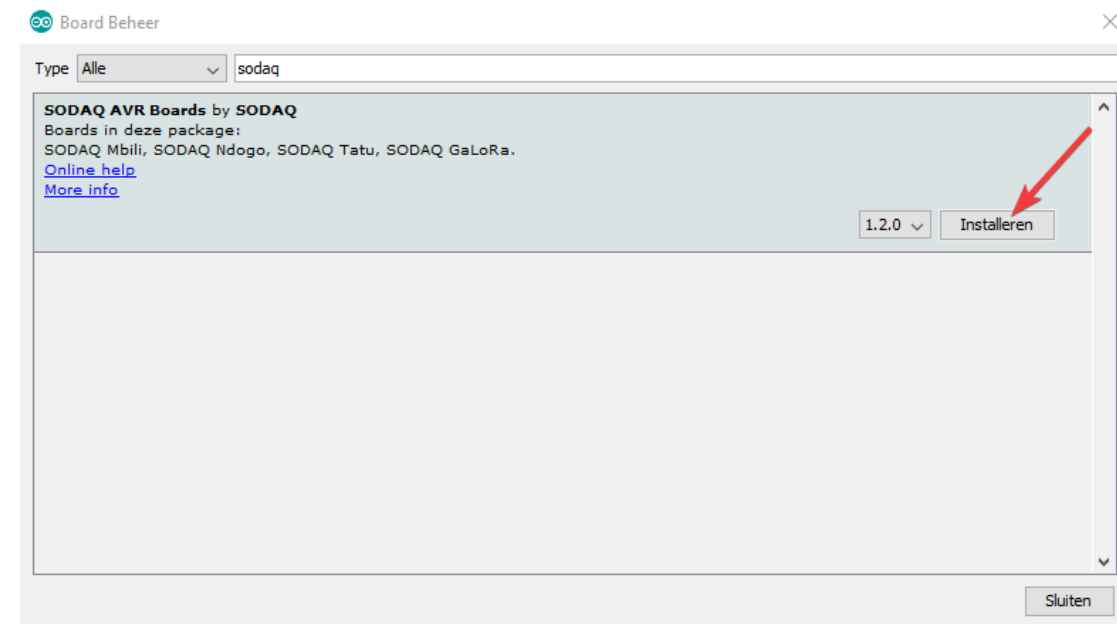 Board Beheer
Type Alle sodaq
SODAQ AVR Boards by SODAQ
Boards in deze package:
SODAQ Mbili, SODAQ Ndogo, SODAQ Tatu, SODAQ GaLoRa.
Online help
More info
1.2.0 Installeren
Sluiten